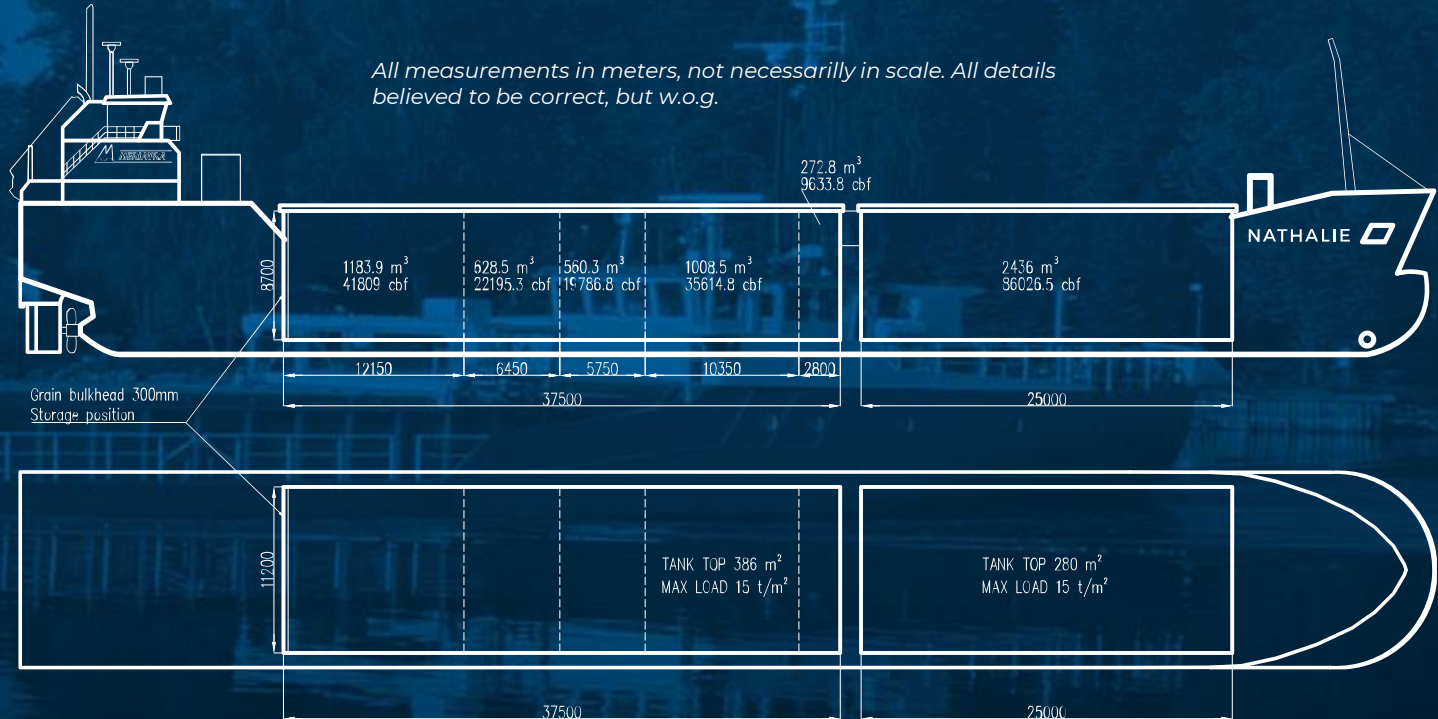 All measurements in meters, not necessarilly in scale. All details
believed to be correct, but w.o.g.
272.8 m³
9633.8 cbf
MERIAURA
NATHALIE
8700
1183.9 m³
41809 cbf
628.5 m³
22195.3 cbf
560.3 m³
19786.8 cbf
1008.5 m³
35614.8 cbf
2436 m³
86026.5 cbf
12150
6450
5750
10350
2800
37500
25000
Grain bulkhead 300mm
Storage position
11200
TANK TOP 386 m²
MAX LOAD 15 t/m²
TANK TOP 280 m²
MAX LOAD 15 t/m²
37500
25000